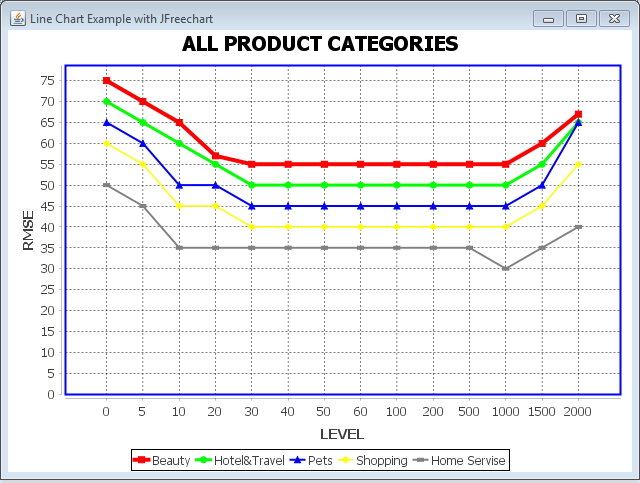 Line Chart Example with JFreechart
ALL PRODUCT CATEGORIES
75
70
65
60
55
50
45
40
35
30
25
20
15
10
5
0
RMSE
0 5 10 20 30 40 50 60 100 200 500 1000 1500 2000
LEVEL
Beauty Hotel&Travel Pets Shopping Home Servise